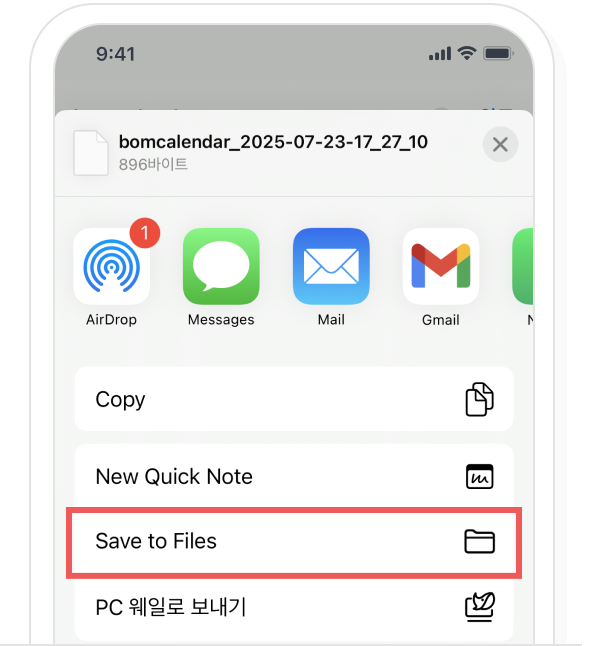 9:41
bomcalendar_2025-07-23-17_27_10
896바이트
1
AirDrop
Messages
Mail
Gmail
Copy
New Quick Note
Save to Files
PC 웨일로 보내기